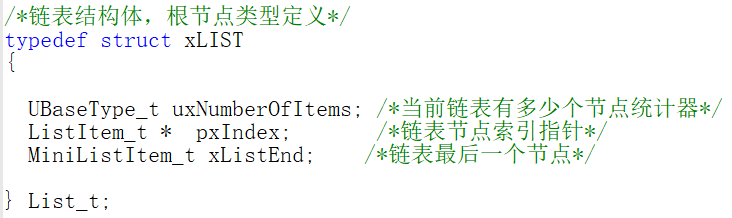 /*链表结构体，根节点类型定义*/
typedef struct xLIST
{
UBaseType_t uxNumberOfItems; /*当前链表有多少个节点统计器*/
ListItem_t * pxIndex; /*链表节点索引指针*/
MiniListItem_t xListEnd; /*链表最后一个节点*/
} List_t;